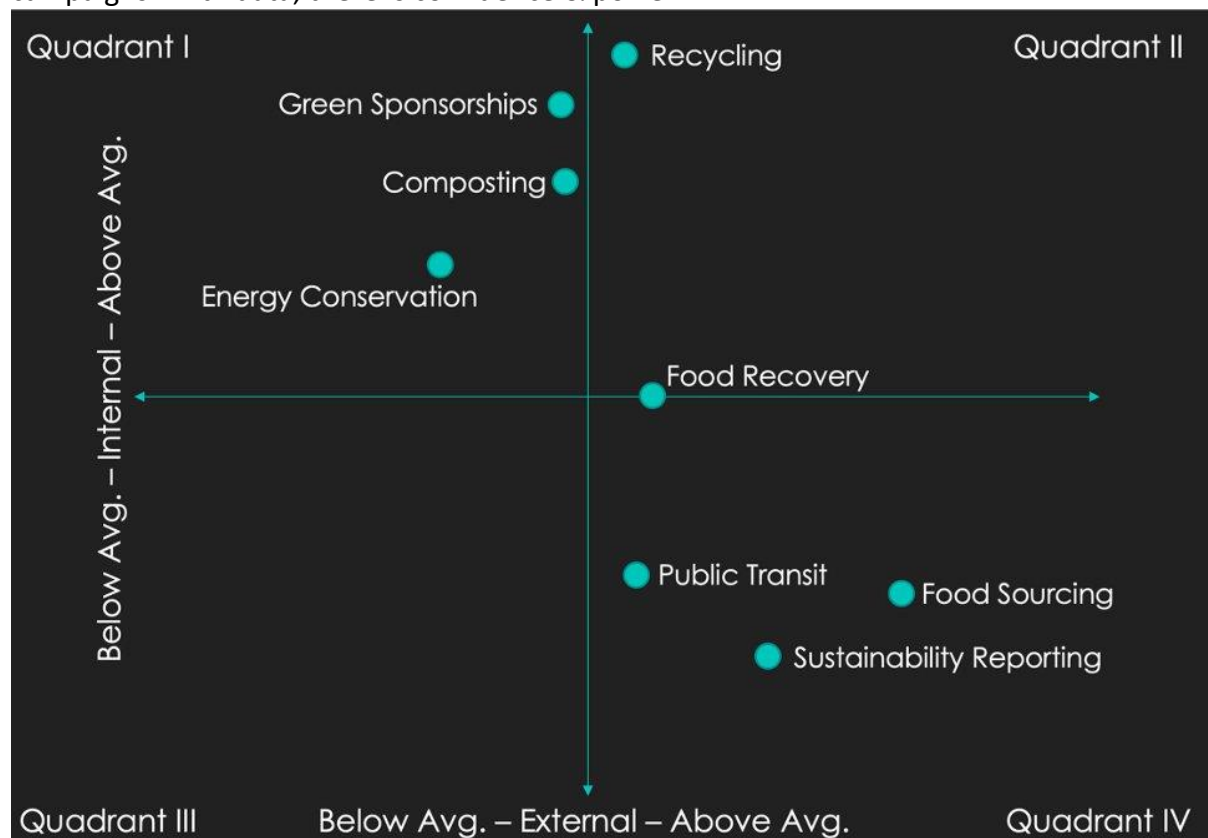 Quadrant I
Quadrant II
Recycling
Green Sponsorships
Composting
Energy Conservation
Below Avg. – Internal – Above Avg.
Food Recovery
Public Transit
Food Sourcing
Sustainability Reporting
Quadrant III
Below Avg. – External – Above Avg.
Quadrant IV